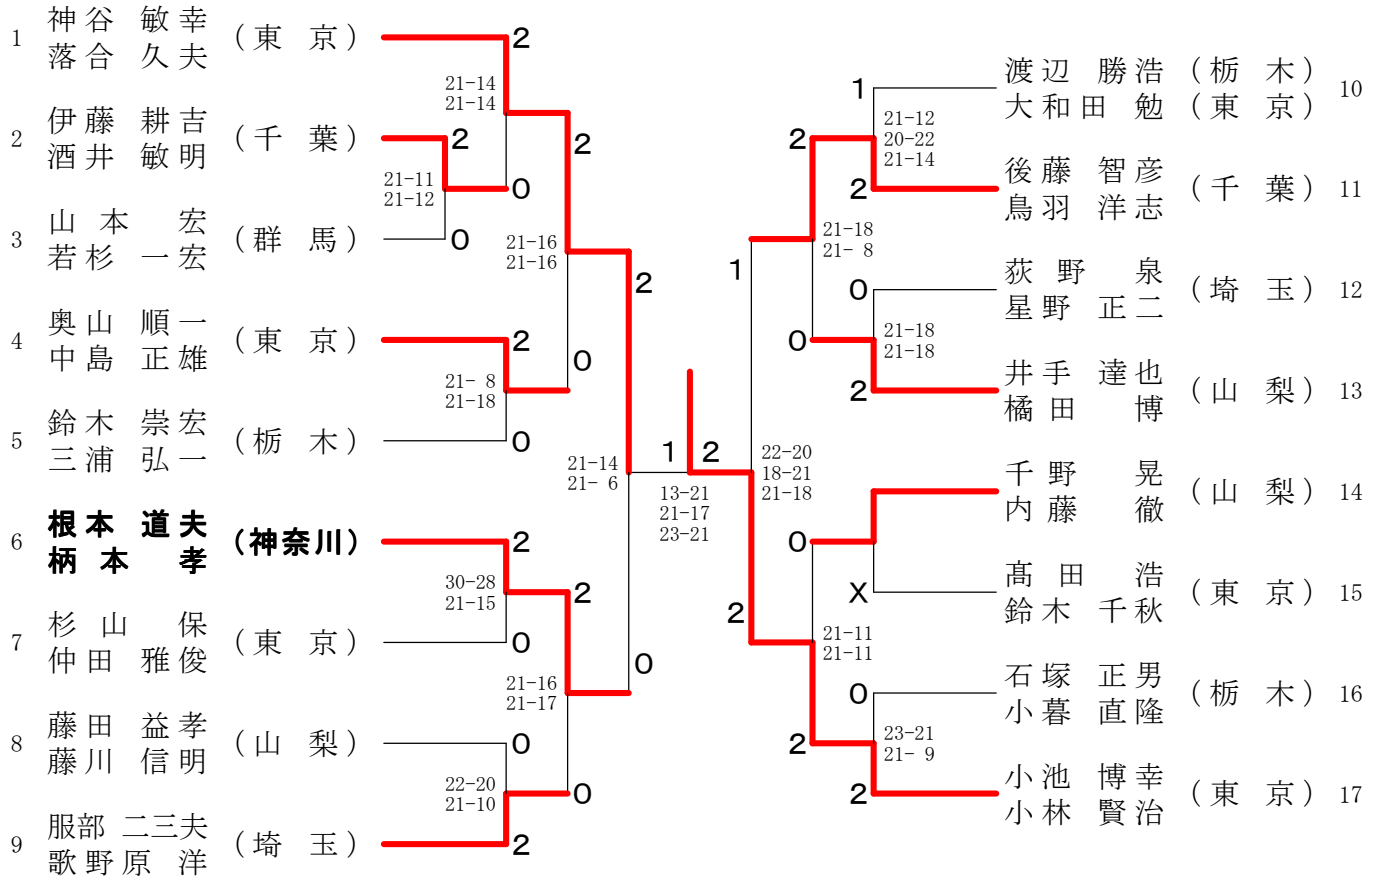 1 神谷 敏幸 (東 京)
落合 久夫
2
21-14
21-14
2 伊藤 耕吉 (千 葉)
酒井 敏明
2
2
21-11
21-12
0
3 山本 宏 (群 馬)
若杉 一宏
0
21-16
21-16
2
4 奥山 順一 (東 京)
中島 正雄
2
0
21- 8
21-18
5 鈴木 崇宏 (栃 木)
三浦 弘一
0
21-14
21- 6
6 根本 道夫 (神奈川)
柄本 孝
2
30-28
21-15
2
7 杉山 保 (東 京)
仲田 雅俊
0
0
21-16
21-17
8 藤田 益孝 (山 梨)
藤川 信明
0
22-20
21-10
0
9 服部 二三夫 (埼 玉)
歌野原 洋
2
1 2
13-21
21-17
23-21
渡辺 勝浩 (栃 木) 10
大和田 勉 (東 京)
1
21-12
20-22
21-14
2
後藤 智彦 (千 葉) 11
鳥羽 洋志
2
21-18
21- 8
1
荻野 泉 (埼 玉) 12
星野 正二
0
21-18
21-18
0
井手 達也 (山 梨) 13
橘田 博
2
22-20
18-21
21-18
千野 晃 (山 梨) 14
内藤 徹
0
髙田 浩 (東 京) 15
鈴木 千秋
X
2
21-11
21-11
石塚 正男 (栃 木) 16
小暮 直隆
0
23-21
21- 9
2
小池 博幸 (東 京) 17
小林 賢治
2